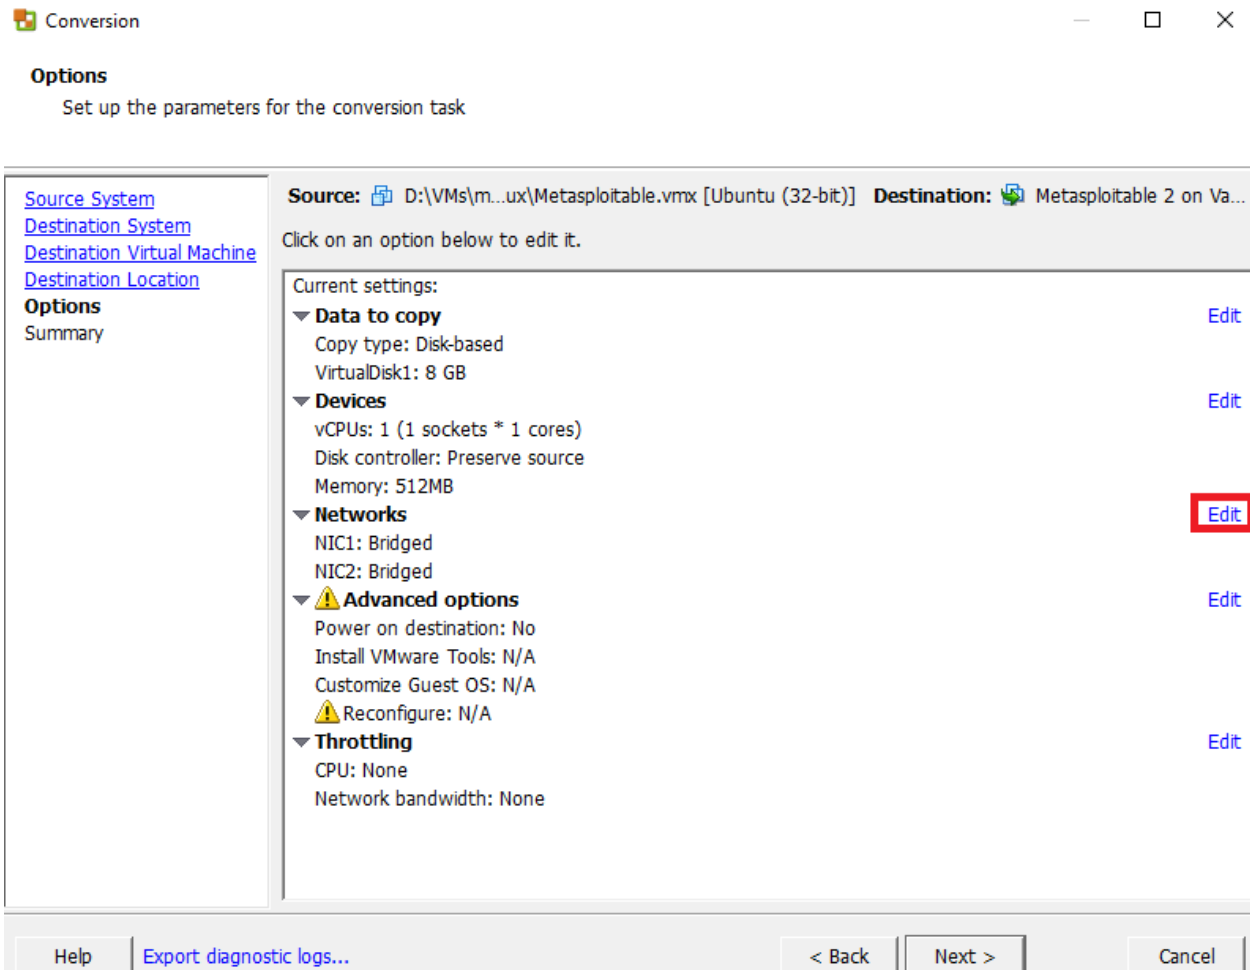 Conversion
Options
Set up the parameters for the conversion task
Source System
Destination System
Destination Virtual Machine
Destination Location
Options
Summary
Source: D:\VMs\m...ux\Metasploitable.vmx [Ubuntu (32-bit)] Destination: Metasploitable 2 on Va...
Click on an option below to edit it.
Current settings:
Data to copy Edit
Copy type: Disk-based
VirtualDisk1: 8 GB
Devices Edit
vCPUs: 1 (1 sockets * 1 cores)
Disk controller: Preserve source
Memory: 512MB
Networks Edit
NIC1: Bridged
NIC2: Bridged
Advanced options Edit
Power on destination: No
Install VMware Tools: N/A
Customize Guest OS: N/A
Reconfigure: N/A
Throttling Edit
CPU: None
Network bandwidth: None
Help Export diagnostic logs... < Back Next > Cancel